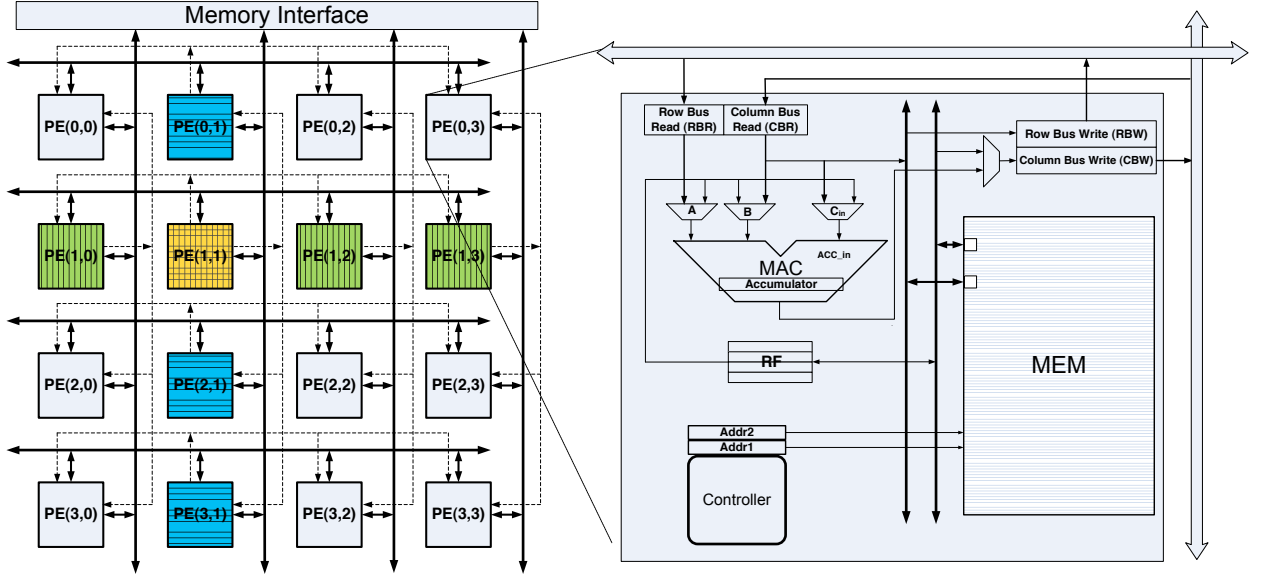 Memory Interface
PE(0,0)
PE(0,1)
PE(0,2)
PE(0,3)
PE(1,0)
PE(1,1)
PE(1,2)
PE(1,3)
PE(2,0)
PE(2,1)
PE(2,2)
PE(2,3)
PE(3,0)
PE(3,1)
PE(3,2)
PE(3,3)
Row Bus
Read (RBR)
Column Bus
Read (CBR)
Row Bus Write (RBW)
Column Bus Write (CBW)
A
B
Cin
ACC_in
MAC
Accumulator
RF
MEM
Addr2
Addr1
Controller